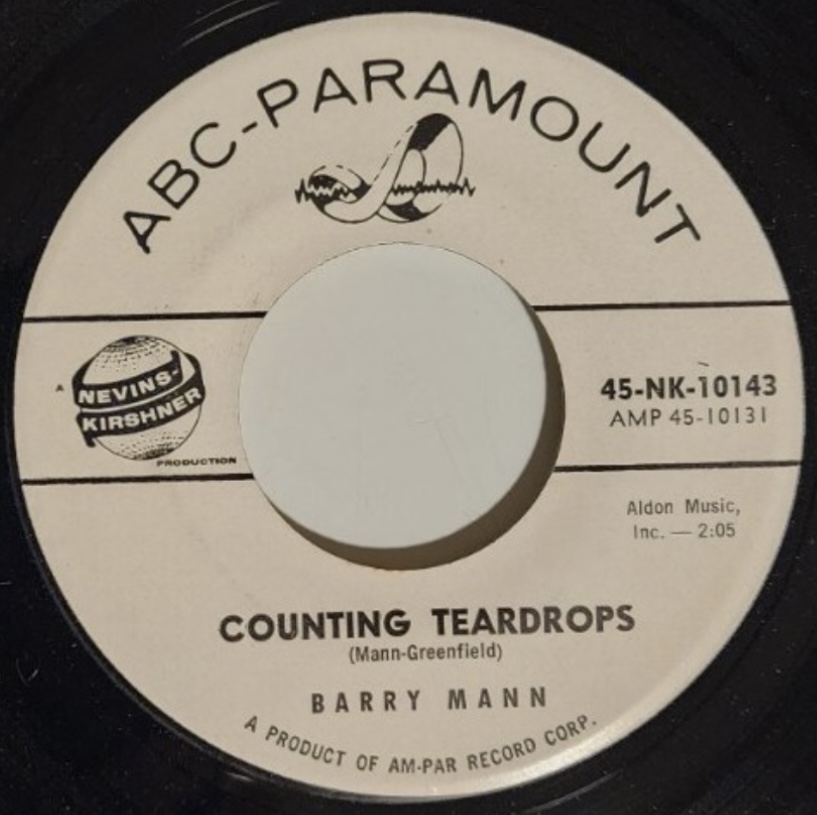 ABC-PARAMOUNT
A NEVINS-
KIRSHNER
PRODUCTION
45-NK-10143
AMP 45-10131
Aldon Music,
Inc. — 2:05
COUNTING TEARDROPS
(Mann-Greenfield)
BARRY MANN
A PRODUCT OF AM-PAR RECORD CORP.